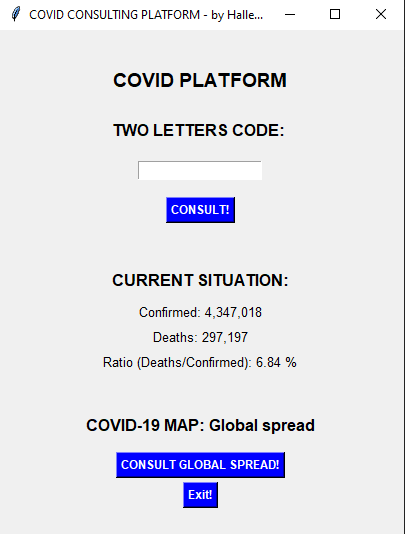 COVID CONSULTING PLATFORM - by Halle...
COVID PLATFORM
TWO LETTERS CODE:
CONSULT!
CURRENT SITUATION:
Confirmed: 4,347,018
Deaths: 297,197
Ratio (Deaths/Confirmed): 6.84 %
COVID-19 MAP: Global spread
CONSULT GLOBAL SPREAD!
Exit!